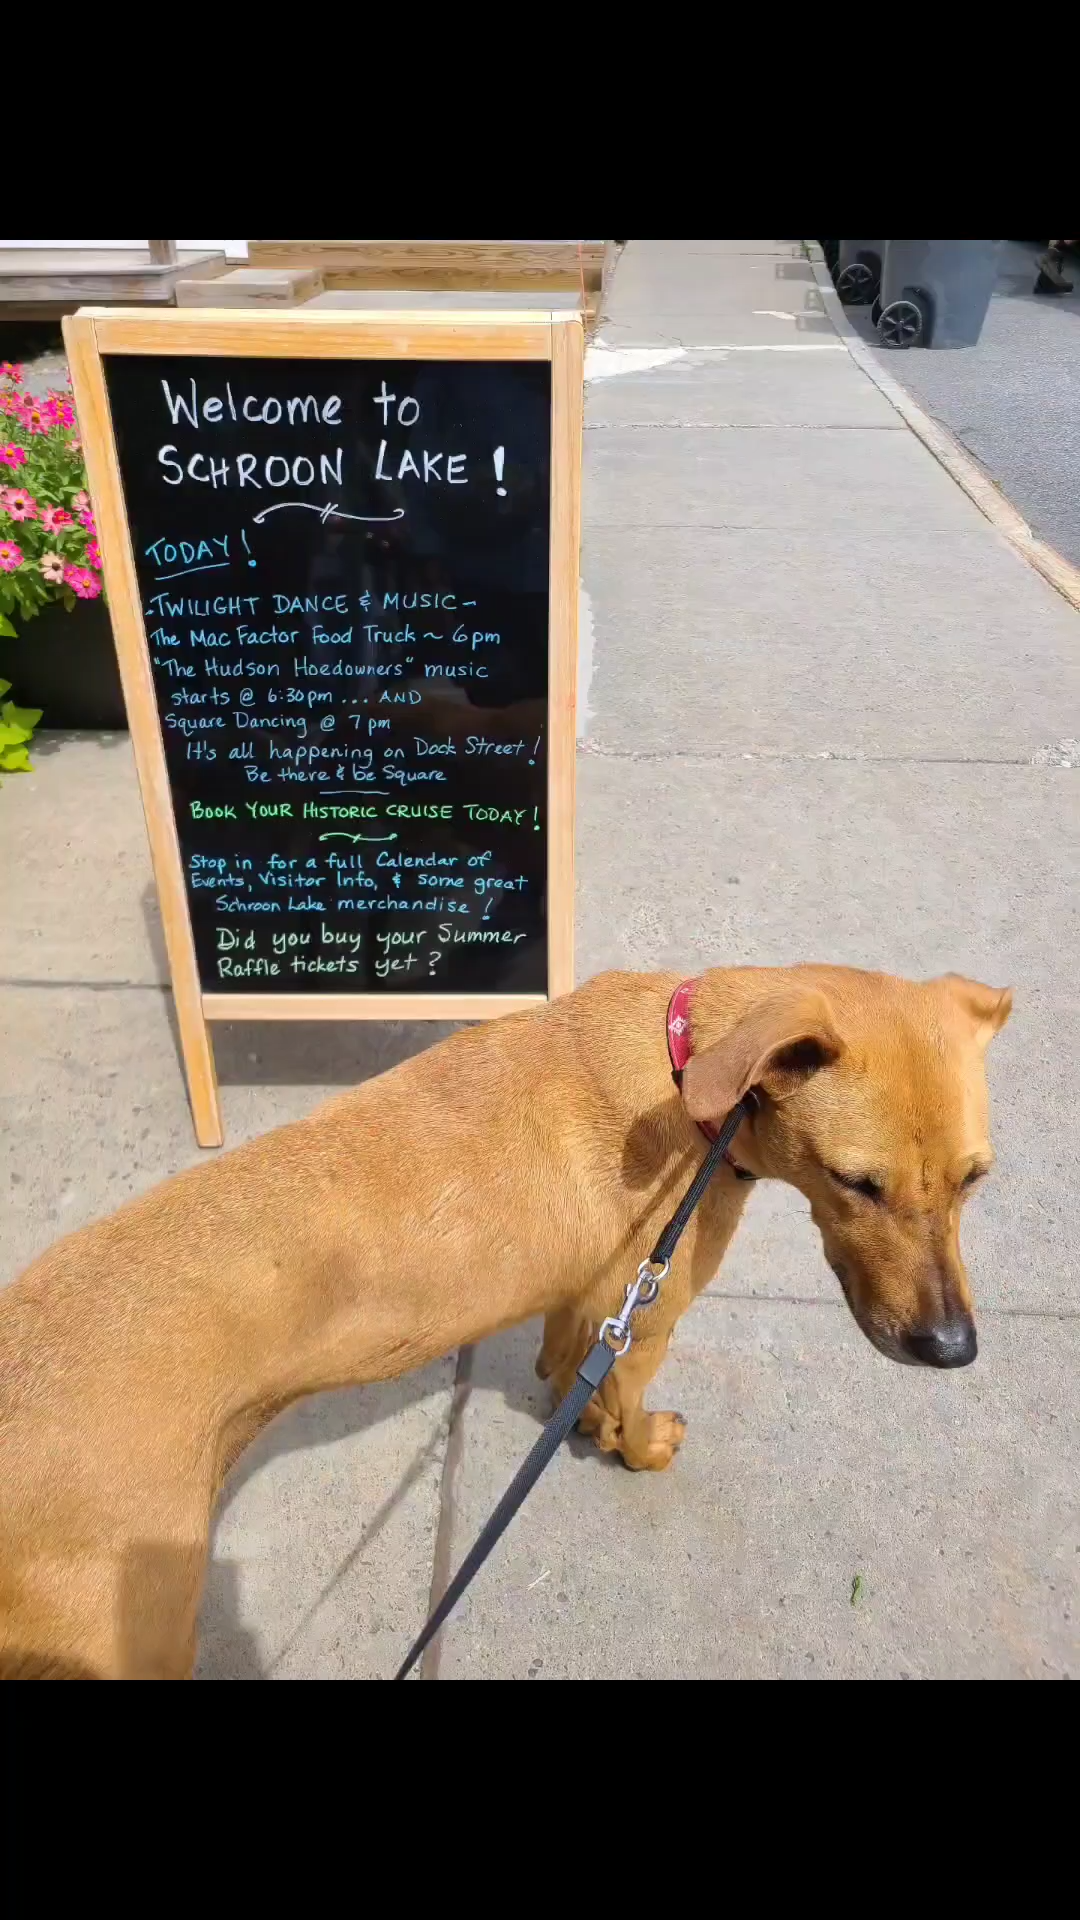 Welcome to
SCHROON LAKE!
TODAY!
-TWILIGHT DANCE & MUSIC~
The Mac Factor Food Truck ~ 6pm
"The Hudson Hoedowners" music
starts @ 6:30pm ... AND
Square Dancing @ 7pm
It's all happening on Dock Street!
Be there & be Square
BOOK YOUR HISTORIC CRUISE TODAY!
Stop in for a full Calendar of
Events, Visitor Info, & some great
Schroon Lake merchandise!
Did you buy your Summer
Raffle tickets yet?